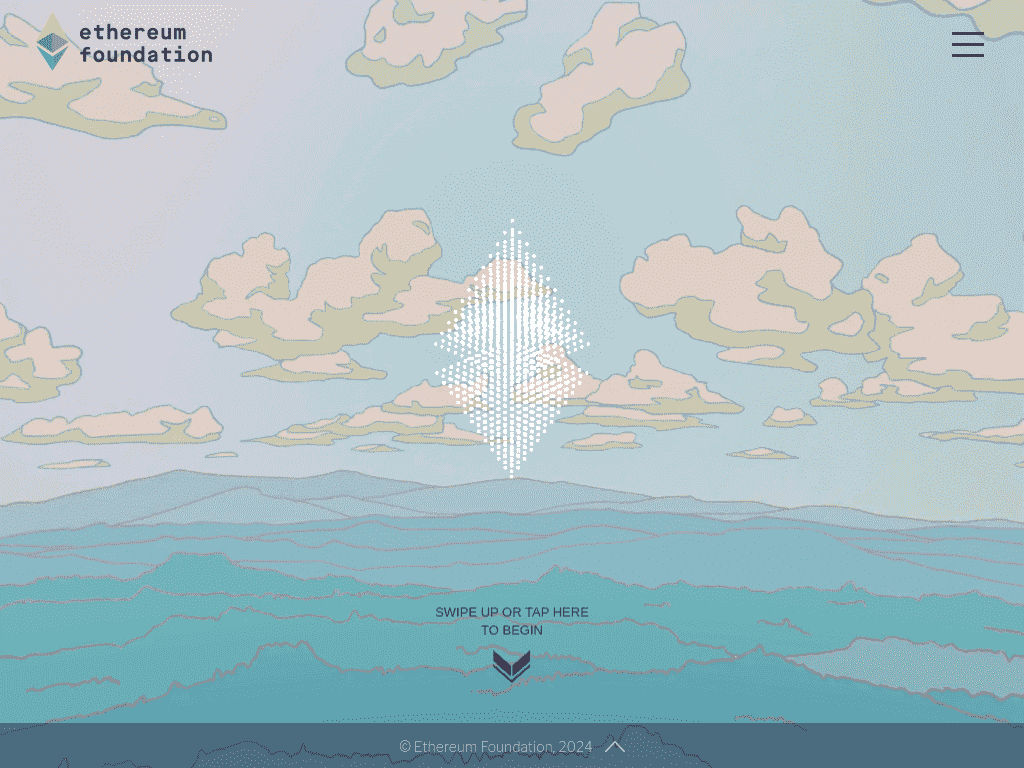 ethereum
foundation
SWIPE UP OR TAP HERE
TO BEGIN
© Ethereum Foundation, 2024